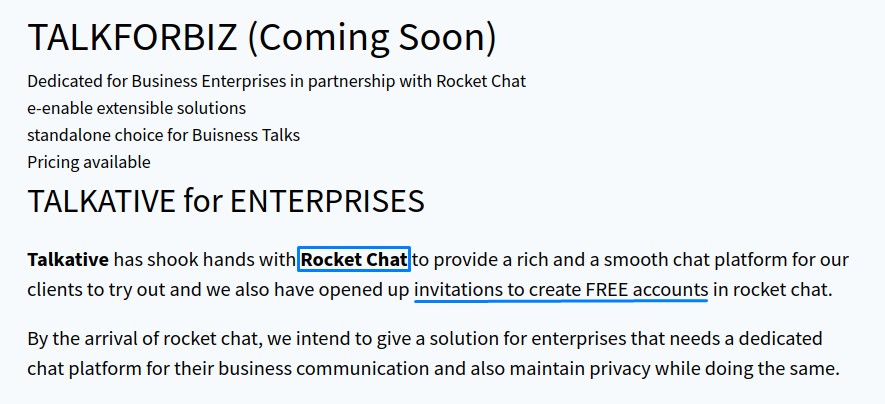 TALKFORBIZ (Coming Soon)
Dedicated for Business Enterprises in partnership with Rocket Chat
e-enable extensible solutions
standalone choice for Buisness Talks
Pricing available
TALKATIVE for ENTERPRISES
Talkative has shook hands with Rocket Chat to provide a rich and a smooth chat platform for our
clients to try out and we also have opened up invitations to create FREE accounts in rocket chat.
By the arrival of rocket chat, we intend to give a solution for enterprises that needs a dedicated
chat platform for their business communication and also maintain privacy while doing the same.